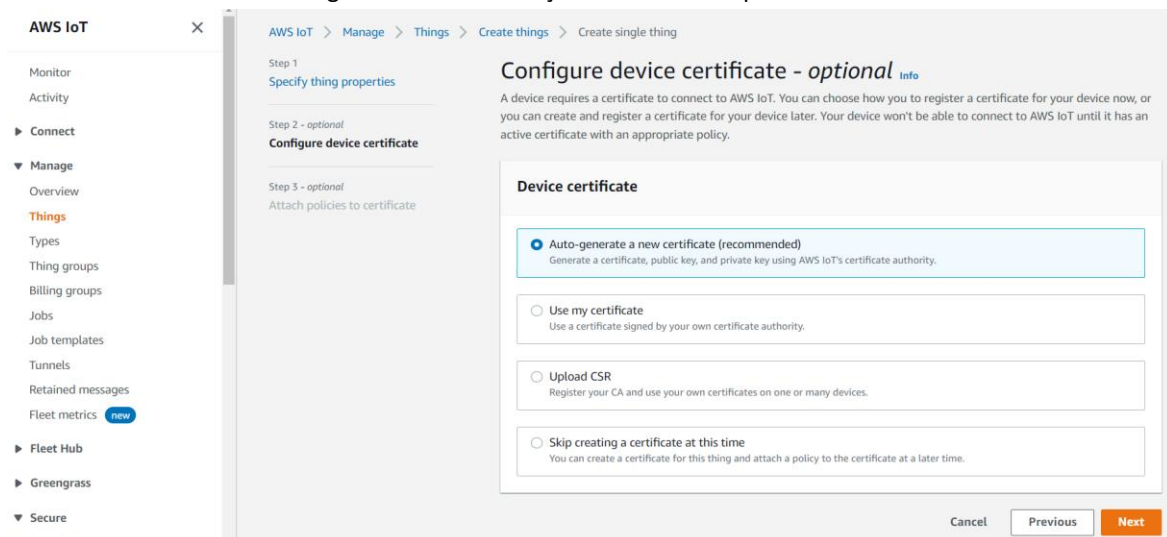 AWS IoT
Monitor
Activity
Connect
Manage
Overview
Things
Types
Thing groups
Billing groups
Jobs
Job templates
Tunnels
Retained messages
Fleet metrics new
Fleet Hub
Greengrass
Secure
AWS IoT > Manage > Things > Create things > Create single thing
Step 1
Specify thing properties
Step 2 - optional
Configure device certificate
Step 3 - optional
Attach policies to certificate
Configure device certificate - optional Info
A device requires a certificate to connect to AWS IoT. You can choose how you to register a certificate for your device now, or
you can create and register a certificate for your device later. Your device won't be able to connect to AWS IoT until it has an
active certificate with an appropriate policy.
Device certificate
Auto-generate a new certificate (recommended)
Generate a certificate, public key, and private key using AWS IoT's certificate authority.
Use my certificate
Use a certificate signed by your own certificate authority.
Upload CSR
Register your CA and use your own certificates on one or many devices.
Skip creating a certificate at this time
You can create a certificate for this thing and attach a policy to the certificate at a later time.
Cancel Previous Next